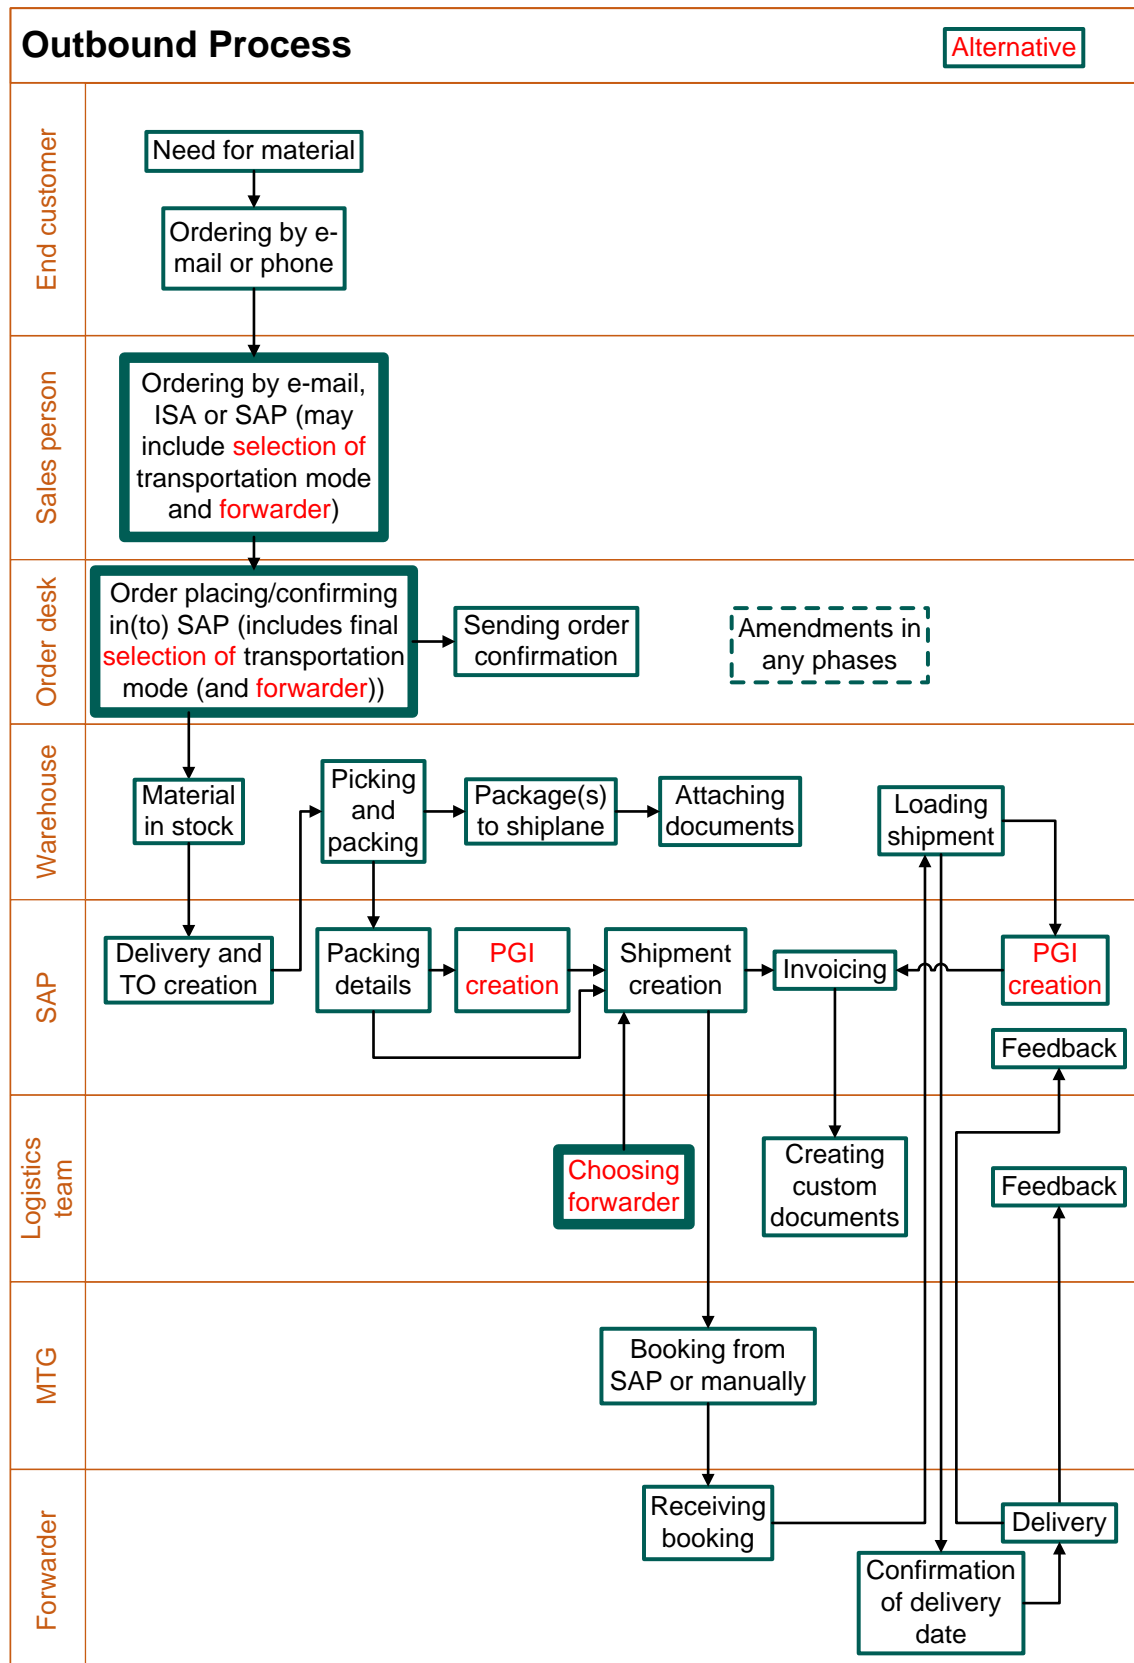 Outbound Process
Alternative
End customer
Need for material
Ordering by e-
mail or phone
Sales person
Ordering by e-mail,
ISA or SAP (may
include selection of
transportation mode
and forwarder)
Order desk
Order placing/confirming
in(to) SAP (includes final
selection of transportation
mode (and forwarder))
Sending order
confirmation
Amendments in
any phases
Warehouse
Material
in stock
Picking
and
packing
Package(s)
to shiplane
Attaching
documents
Loading
shipment
SAP
Delivery and
TO creation
Packing
details
PGI
creation
Shipment
creation
Invoicing
PGI
creation
Feedback
Logistics
team
Choosing
forwarder
Creating
custom
documents
Feedback
MTG
Booking from
SAP or manually
Forwarder
Receiving
booking
Delivery
Confirmation
of delivery
date